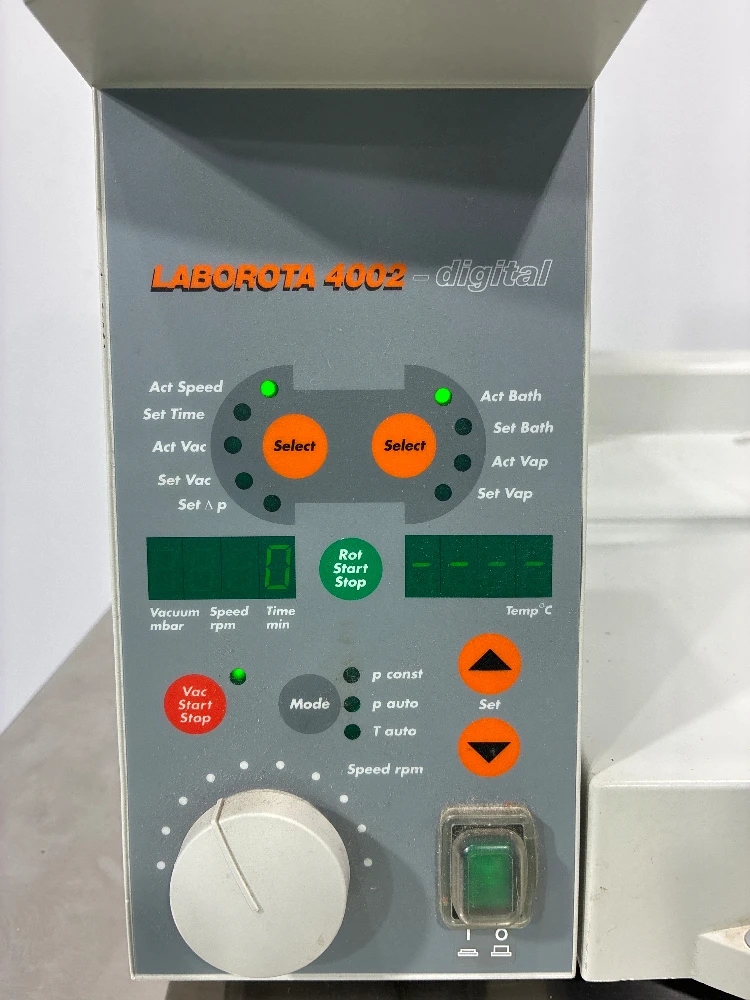 LABOROTA 4002 – digital
Act Speed
Set Time
Act Vac
Set Vac
Set Δ p
Select
Select
Act Bath
Set Bath
Act Vap
Set Vap
0
Rot
Start
Stop
- - - -
Vacuum
mbar
Speed
rpm
Time
min
Temp°C
Vac
Start
Stop
Mode
p const
p auto
T auto
Set
Speed rpm
I O